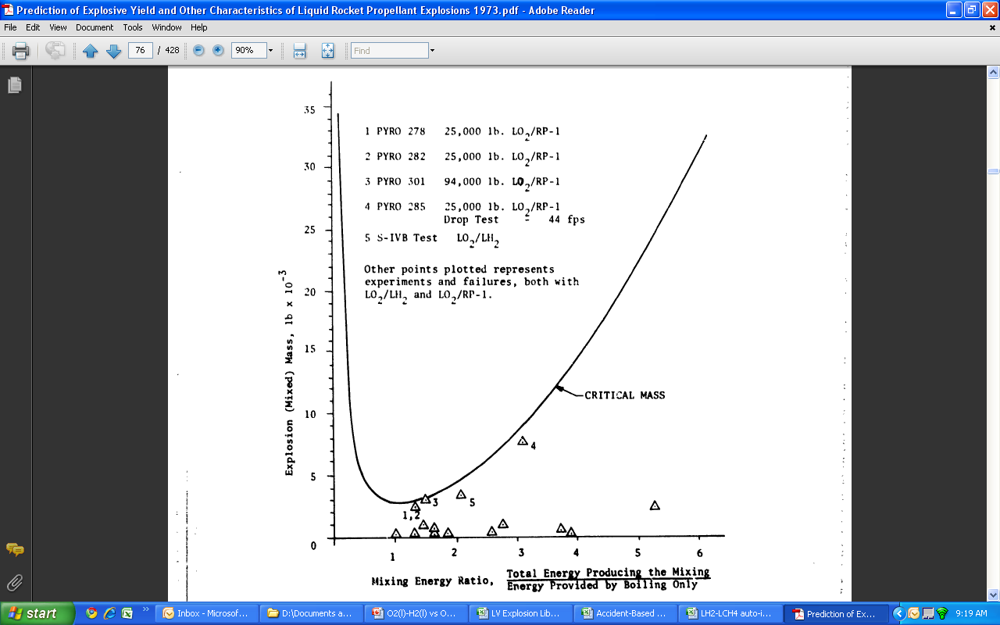 Prediction of Explosive Yield and Other Characteristics of Liquid Rocket Propellant Explosions 1973.pdf - Adobe Reader
File Edit View Document Tools Window Help
76 / 428 90% Find
35
30
25
20
15
10
5
0
Explosion (Mixed) Mass, lb x 10⁻³
1 PYRO 278 25,000 lb. LO₂/RP-1
2 PYRO 282 25,000 lb. LO₂/RP-1
3 PYRO 301 94,000 lb. LO₂/RP-1
4 PYRO 285 25,000 lb. LO₂/RP-1
Drop Test - 44 fps
5 S-IVB Test LO₂/LH₂
Other points plotted represents
experiments and failures, both with
LO₂/LH₂ and LO₂/RP-1.
CRITICAL MASS
4
3
5
1,2
1 2 3 4 5 6
Mixing Energy Ratio, Total Energy Producing the Mixing
Energy Provided by Boiling Only
start Inbox - Microsof... D:\Documents a... O2(l)-H2(l) vs O... LV Explosion Lib... Accident-Based ... LH2-LCH4 auto-i... Prediction of Ex... 9:19 AM